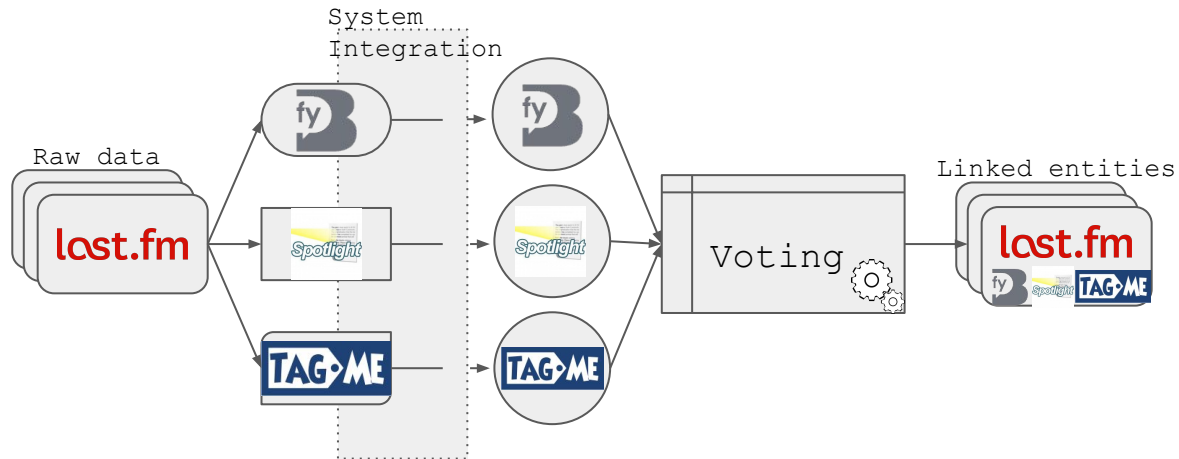 System
Integration
Raw data
last.fm
fy B
Spotlight
TAG•ME
fy B
Spotlight
TAG•ME
Voting
Linked entities
last.fm
fy B
Spotlight
TAG•ME